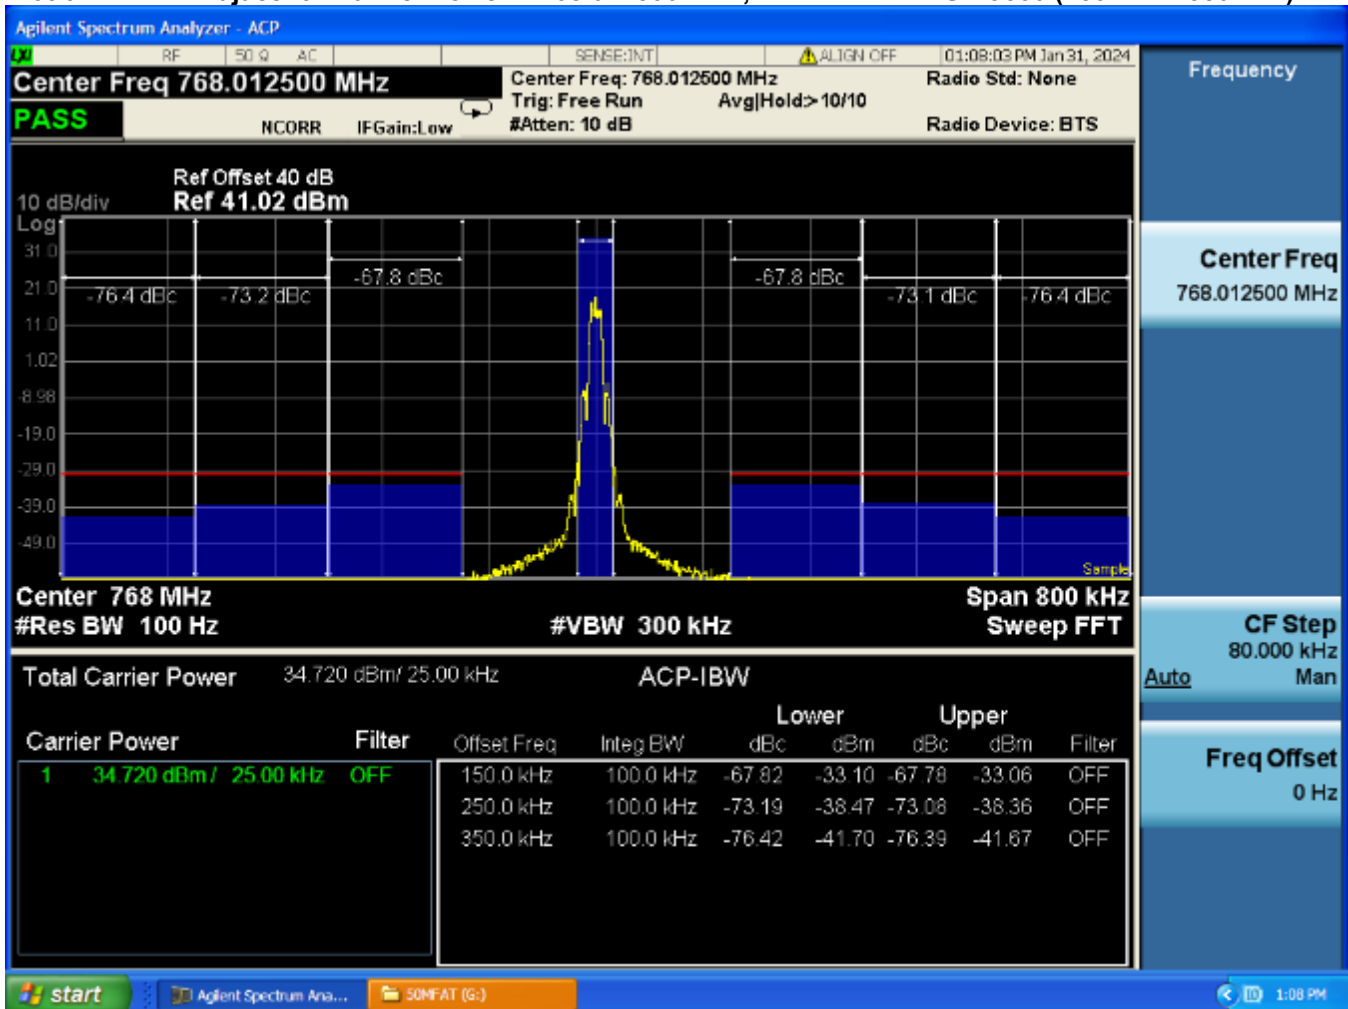 Agilent Spectrum Analyzer - ACP
LXI RF 50 Ω AC SENSE:INT ALIGN OFF 01:08:03 PM Jan 31, 2024
Center Freq 768.012500 MHz
Center Freq: 768.012500 MHz
Radio Std: None
Trig: Free Run
Avg|Hold:> 10/10
PASS
NCORR
IFGain:Low
#Atten: 10 dB
Radio Device: BTS
Ref Offset 40 dB
10 dB/div
Ref 41.02 dBm
Log
31.0
21.0
11.0
1.02
-8.98
-19.0
-29.0
-39.0
-49.0
-76.4 dBc
-73.2 dBc
-67.8 dBc
-67.8 dBc
-73.1 dBc
-76.4 dBc
Sample
Center 768 MHz
Span 800 kHz
#Res BW 100 Hz
#VBW 300 kHz
Sweep FFT
Total Carrier Power 34.720 dBm/ 25.00 kHz
ACP-IBW
Lower Upper
Carrier Power Filter
Offset Freq Integ BW dBc dBm dBc dBm Filter
1 34.720 dBm / 25.00 kHz OFF
150.0 kHz 100.0 kHz -67.82 -33.10 -67.78 -33.06 OFF
250.0 kHz 100.0 kHz -73.19 -38.47 -73.08 -38.36 OFF
350.0 kHz 100.0 kHz -76.42 -41.70 -76.39 -41.67 OFF
Frequency
Center Freq
768.012500 MHz
CF Step
80.000 kHz
Auto Man
Freq Offset
0 Hz
start
Agilent Spectrum Ana...
50MFAT (G:)
1:08 PM